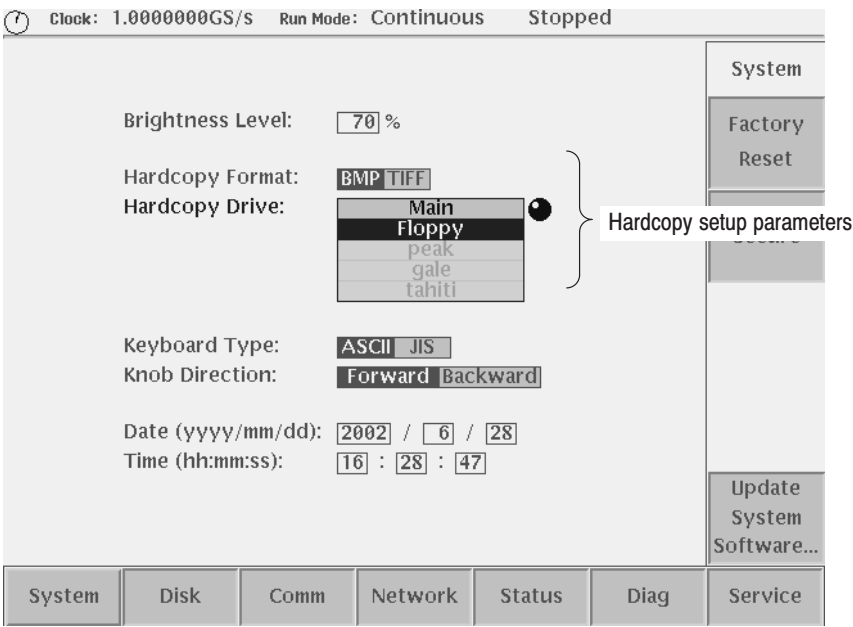 Clock: 1.0000000GS/s Run Mode: Continuous Stopped
System
Brightness Level: 70 %
Factory
Reset
Hardcopy Format: BMP TIFF
Hardcopy Drive: Main
Floppy
peak
gale
tahiti
Hardcopy setup parameters
Keyboard Type: ASCII JIS
Knob Direction: Forward Backward
Date (yyyy/mm/dd): 2002 / 6 / 28
Time (hh:mm:ss): 16 : 28 : 47
Update
System
Software...
System Disk Comm Network Status Diag Service